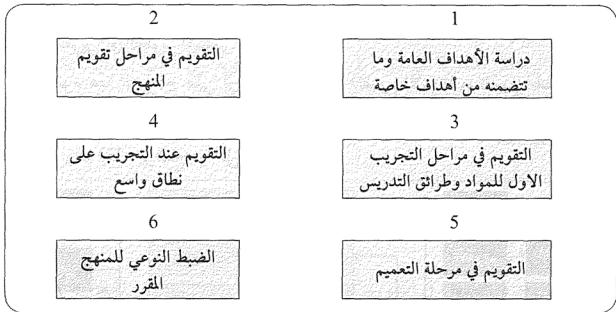 1
دراسة الأهداف العامة وما
تتضمنه من أهداف خاصة
2
التقويم في مراحل تقويم
المنهج
3
التقويم في مراحل التجريب
الاول للمواد وطرائق التدريس
4
التقويم عند التجريب على
نطاق واسع
5
التقويم في مرحلة التعميم
6
الضبط النوعي للمنهج
المقرر